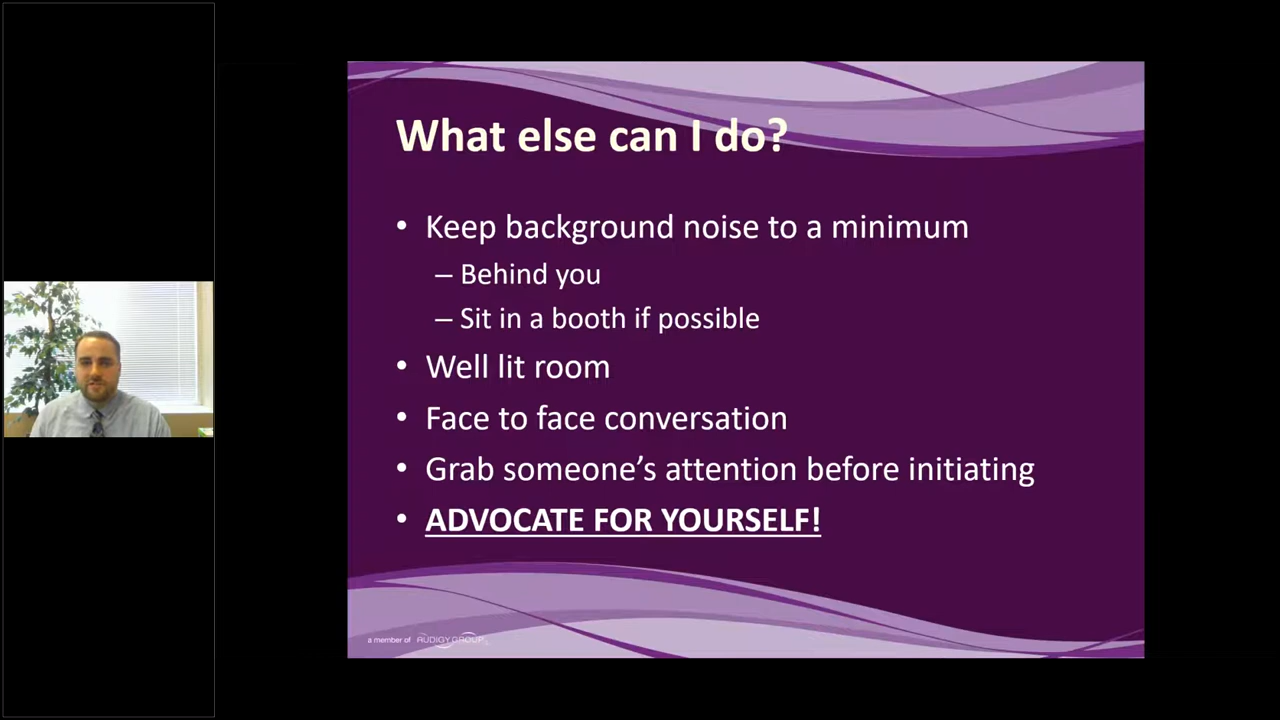 What else can I do?
• Keep background noise to a minimum
– Behind you
– Sit in a booth if possible
• Well lit room
• Face to face conversation
• Grab someone’s attention before initiating
• ADVOCATE FOR YOURSELF!
a member of AUDIGY GROUP